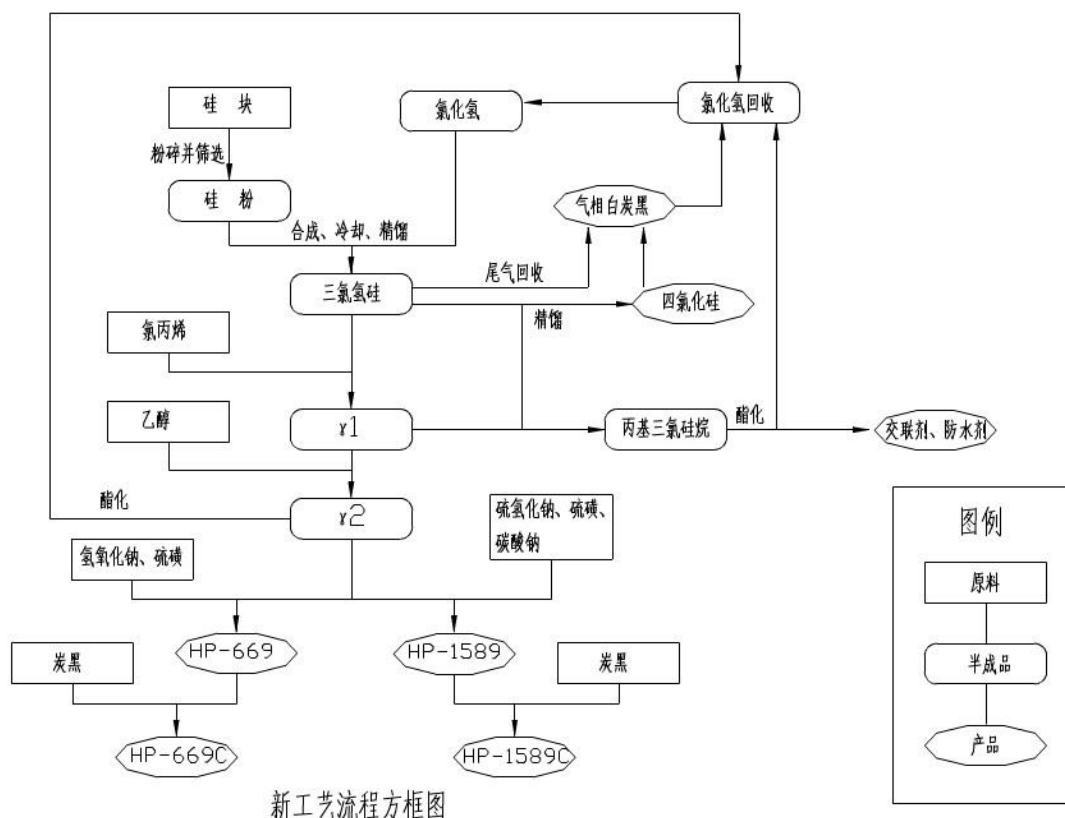 硅 块
氯化氢
氯化氢回收
粉碎并筛选
硅 粉
气相白炭黑
合成、冷却、精馏
尾气回收
三氯氢硅
四氯化硅
精馏
氯丙烯
乙醇
γ1
丙基三氯硅烷
酯化
交联剂、防水剂
酯化
γ2
硫氢化钠、硫磺、
碳酸钠
氢氧化钠、硫磺
图例
原料
半成品
产品
炭黑
HP-669
HP-1589
炭黑
HP-669C
HP-1589C
新工艺流程方框图